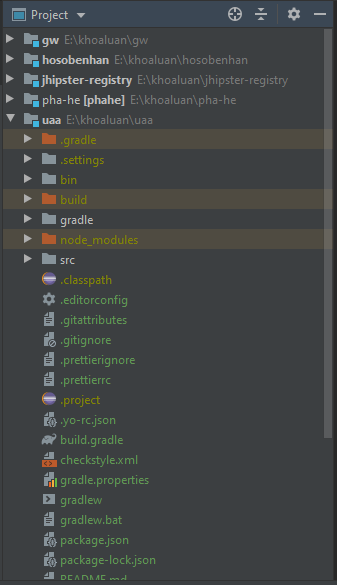 Project
gw E:\khoaluan\gw
hosobenhan E:\khoaluan\hosobenhan
jhipster-registry E:\khoaluan\jhipster-registry
pha-he [phahe] E:\khoaluan\pha-he
uaa E:\khoaluan\uaa
.gradle
.settings
bin
build
gradle
node_modules
src
.classpath
.editorconfig
.gitattributes
.gitignore
.prettierignore
.prettierrc
.project
.yo-rc.json
build.gradle
checkstyle.xml
gradle.properties
gradlew
gradlew.bat
package.json
package-lock.json
README.md